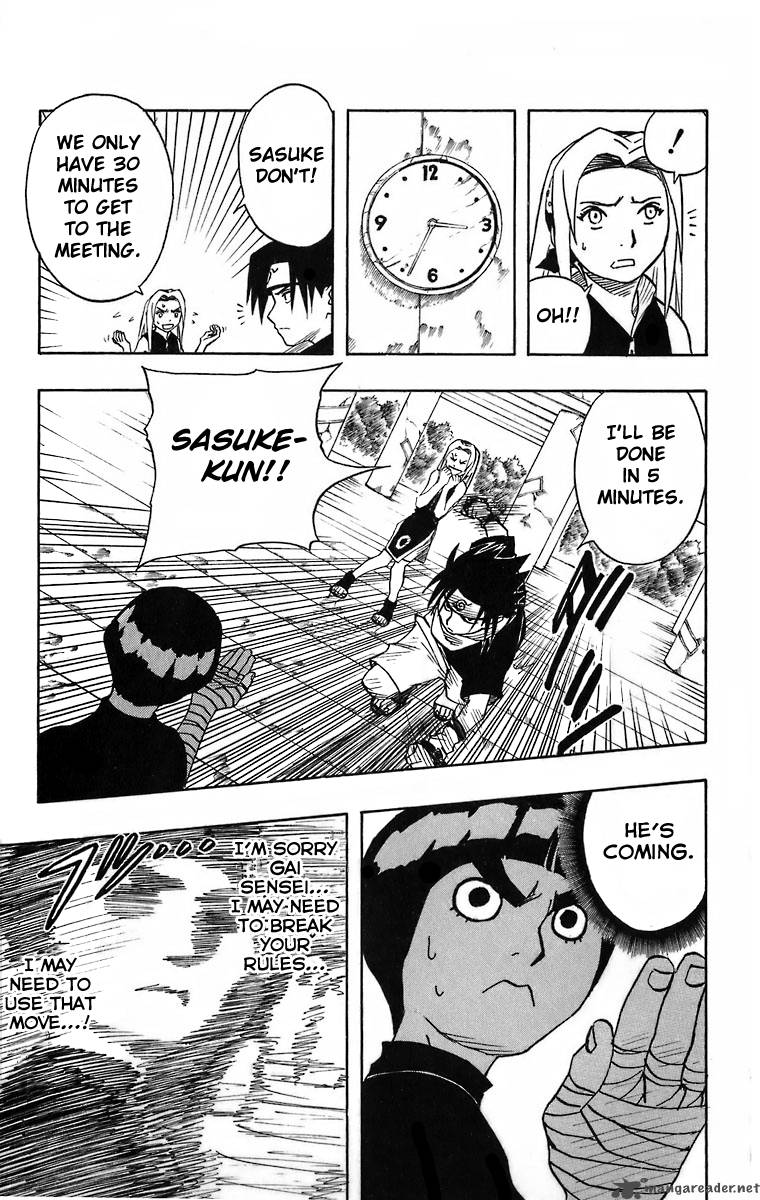 !
OH!!
12
9 3
6
SASUKE
DON'T!
WE ONLY
HAVE 30
MINUTES
TO GET
TO THE
MEETING.
I'LL BE
DONE
IN 5
MINUTES.
SASUKE-
KUN!!
HE'S
COMING.
I'M SORRY
GAI
SENSEI...
I MAY NEED
TO BREAK
YOUR
RULES...
I MAY
NEED TO
USE THAT
MOVE...!
mangareader.net